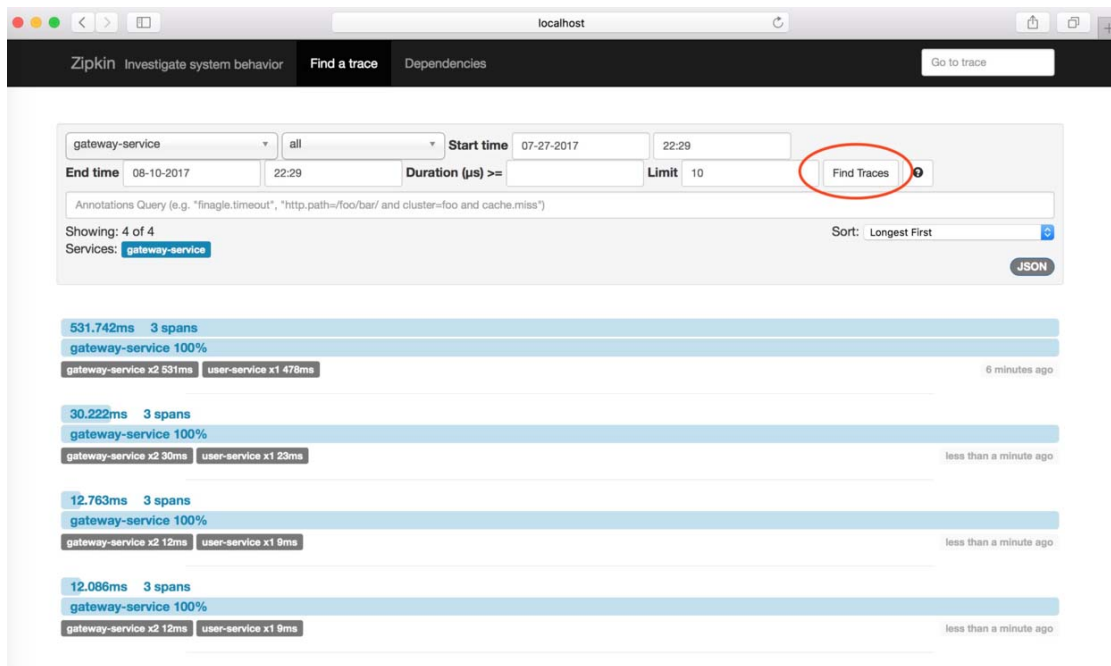 localhost
Zipkin Investigate system behavior Find a trace Dependencies Go to trace
gateway-service all Start time 07-27-2017 22:29
End time 08-10-2017 22:29 Duration (μs) >= Limit 10 Find Traces
Annotations Query (e.g. "finagle.timeout", "http.path=/foo/bar/ and cluster=foo and cache.miss")
Showing: 4 of 4 Sort: Longest First
Services: gateway-service
JSON
531.742ms 3 spans
gateway-service 100%
gateway-service x2 531ms user-service x1 478ms 6 minutes ago
30.222ms 3 spans
gateway-service 100%
gateway-service x2 30ms user-service x1 23ms less than a minute ago
12.763ms 3 spans
gateway-service 100%
gateway-service x2 12ms user-service x1 9ms less than a minute ago
12.086ms 3 spans
gateway-service 100%
gateway-service x2 12ms user-service x1 9ms less than a minute ago